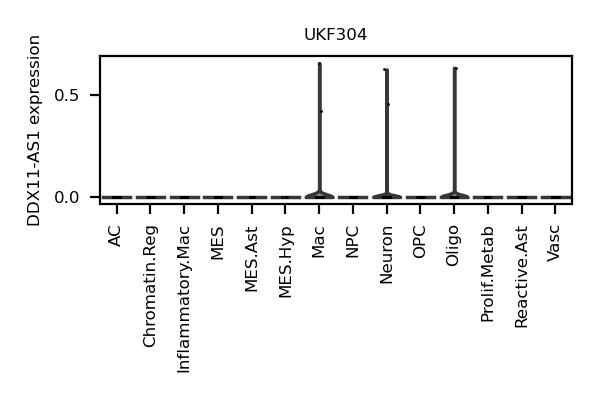 UKF304
DDX11-AS1 expression
0.5
0.0
AC
Chromatin.Reg
Inflammatory.Mac
MES
MES.Ast
MES.Hyp
Mac
NPC
Neuron
OPC
Oligo
Prolif.Metab
Reactive.Ast
Vasc